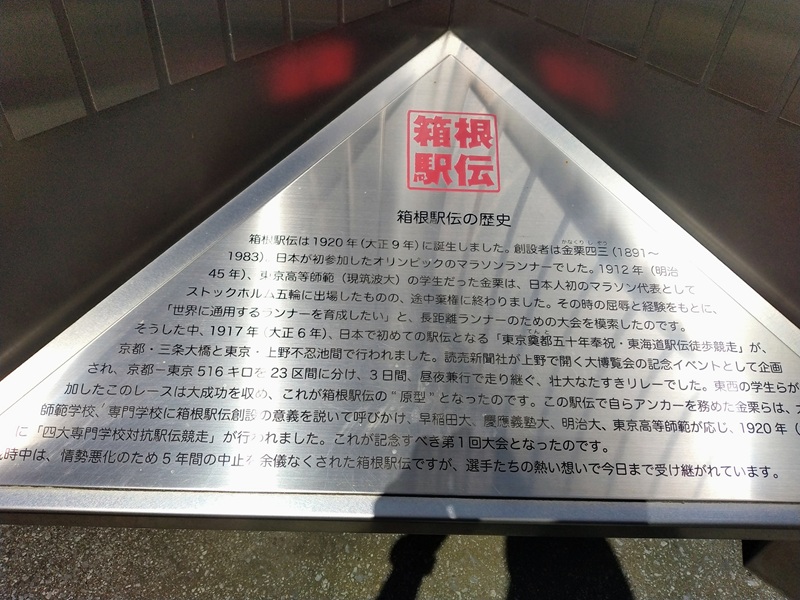 箱根
駅伝
箱根駅伝の歴史
箱根駅伝は1920年(大正9年)に誕生しました。創設者は金栗四三(1891〜
かなくり しそう
1983)、日本が初参加したオリンピックのマラソンランナーでした。1912年(明治
45年)、東京高等師範(現筑波大)の学生だった金栗は、日本人初のマラソン代表として
ストックホルム五輪に出場したものの、途中棄権に終わりました。その時の屈辱と経験をもとに、
「世界に通用するランナーを育成したい」と、長距離ランナーのための大会を模索したのです。
そうした中、1917年(大正6年)、日本で初めての駅伝となる「東京奠都五十年奉祝・東海道駅伝徒歩競走」が、
てんと
京都・三条大橋と東京・上野不忍池間で行われました。読売新聞社が上野で開く大博覧会の記念イベントとして企画
され、京都−東京516キロを23区間に分け、3日間、昼夜兼行で走り継ぐ、壮大なたすきリレーでした。東西の学生らが
加したこのレースは大成功を収め、これが箱根駅伝の"原型"となったのです。この駅伝で自らアンカーを務めた金栗らは、
師範学校、専門学校に箱根駅伝創設の意義を説いて呼びかけ、早稲田大、慶應義塾大、明治大、東京高等師範が応じ、1920年(
に「四大専門学校対抗駅伝競走」が行われました。これが記念すべき第1回大会となったのです。
時中は、情勢悪化のため5年間の中止を余儀なくされた箱根駅伝ですが、選手たちの熱い想いで今日まで受け継がれています。